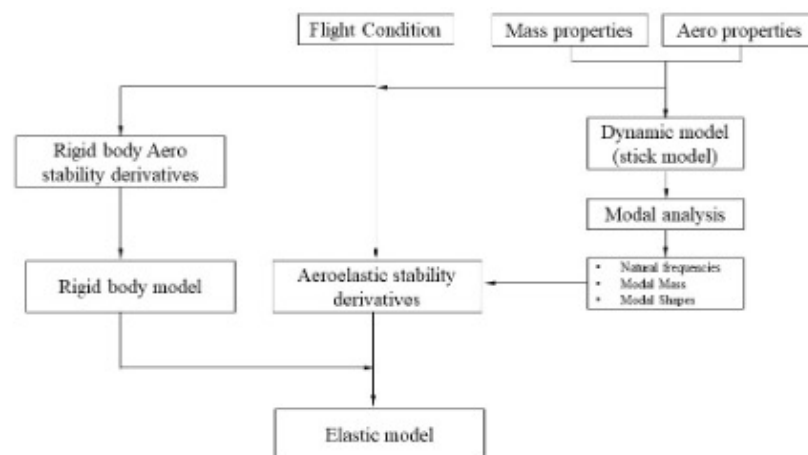 Flight Condition
Mass properties
Aero properties
Rigid body Aero
stability derivatives
Dynamic model
(stick model)
Modal analysis
Rigid body model
Aeroelastic stability
derivatives
• Natural frequencies
• Modal Mass
• Modal Shapes
Elastic model